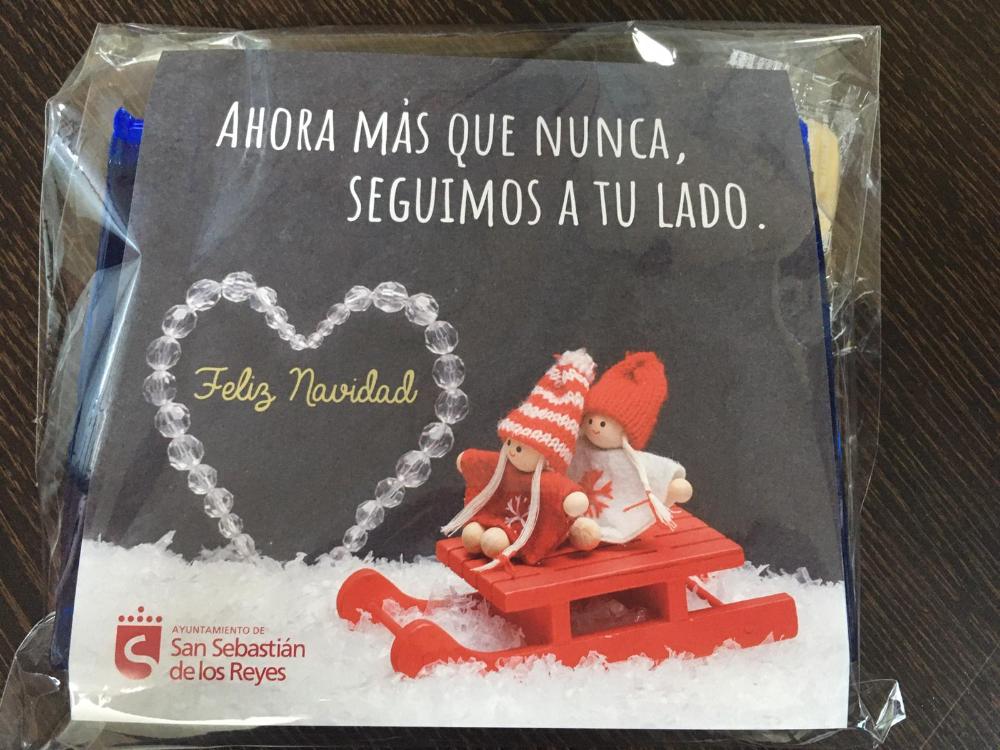 AHORA MÁS QUE NUNCA,
SEGUIMOS A TU LADO.
Feliz Navidad
AYUNTAMIENTO DE
San Sebastián
de los Reyes